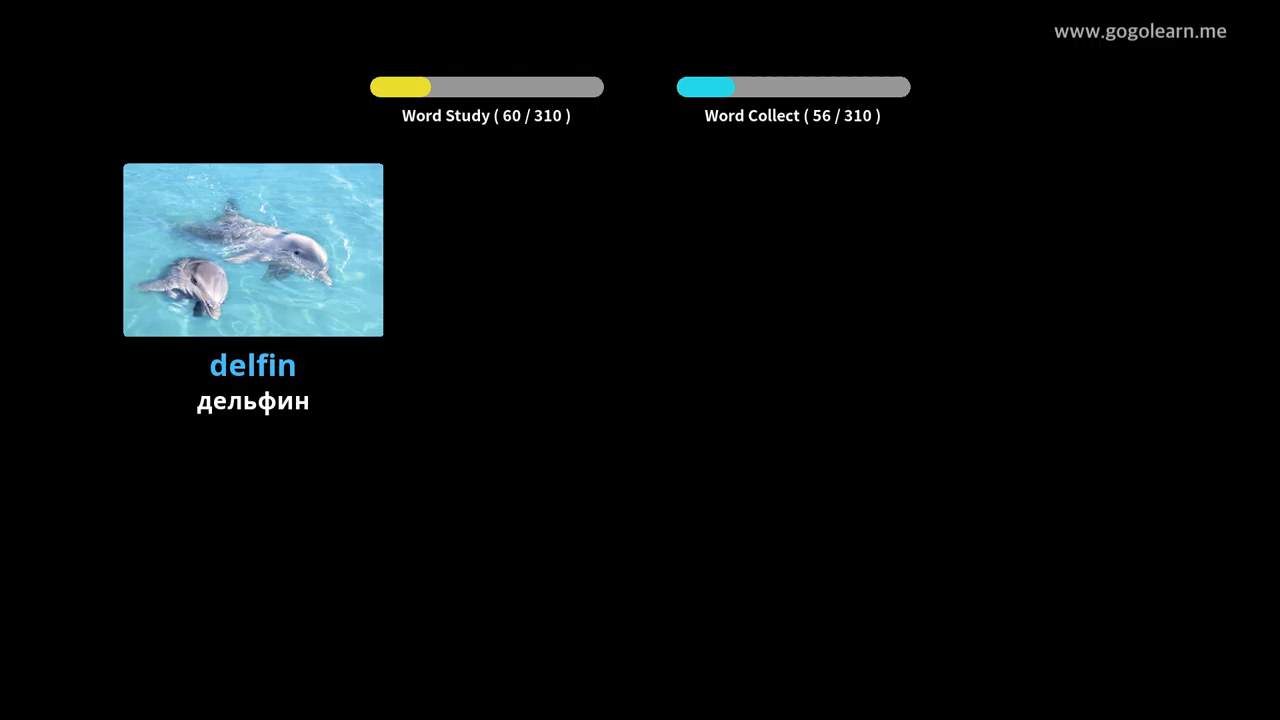 www.gogolearn.me
Word Study ( 60 / 310 )
Word Collect ( 56 / 310 )
delfin
дельфин